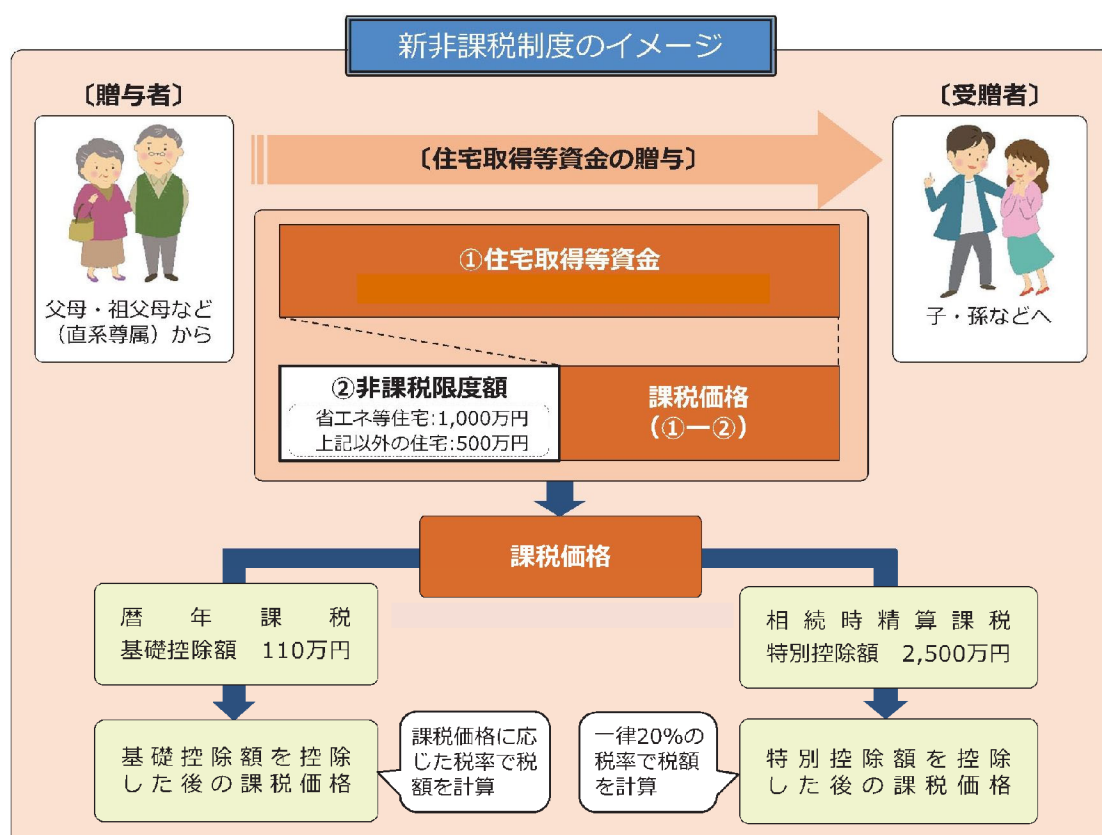 新非課税制度のイメージ
〔贈与者〕
〔受贈者〕
〔住宅取得等資金の贈与〕
父母・祖父母など
（直系尊属）から
子・孫などへ
①住宅取得等資金
②非課税限度額
省エネ等住宅:1,000万円
上記以外の住宅:500万円
課税価格
（①ー②）
課税価格
暦年課税
基礎控除額　110万円
相続時精算課税
特別控除額　2,500万円
基礎控除額を控除
した後の課税価格
課税価格に応
じた税率で税
額を計算
一律20%の
税率で税額
を計算
特別控除額を控除
した後の課税価格